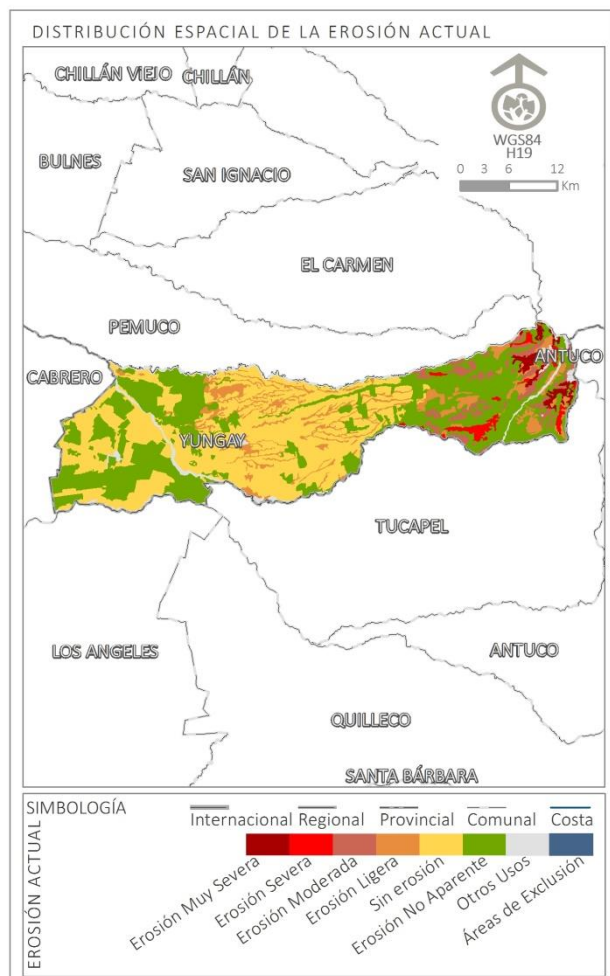 DISTRIBUCIÓN ESPACIAL DE LA EROSIÓN ACTUAL
CHILLÁN VIEJO
CHILLÁN
WGS84
H19
BULNES
SAN IGNACIO
0 3 6 12
Km
EL CARMEN
PEMUCO
ANTUCO
CABRERO
YUNGAY
TUCAPEL
LOS ANGELES
ANTUCO
QUILLECO
SANTA BÁRBARA
SIMBOLOGÍA
Internacional Regional Provincial Comunal Costa
EROSIÓN ACTUAL
Erosión Muy Severa
Erosión Severa
Erosión Moderada
Erosión Ligera
Sin erosión
Erosión No Aparente
Otros Usos
Áreas de Exclusión